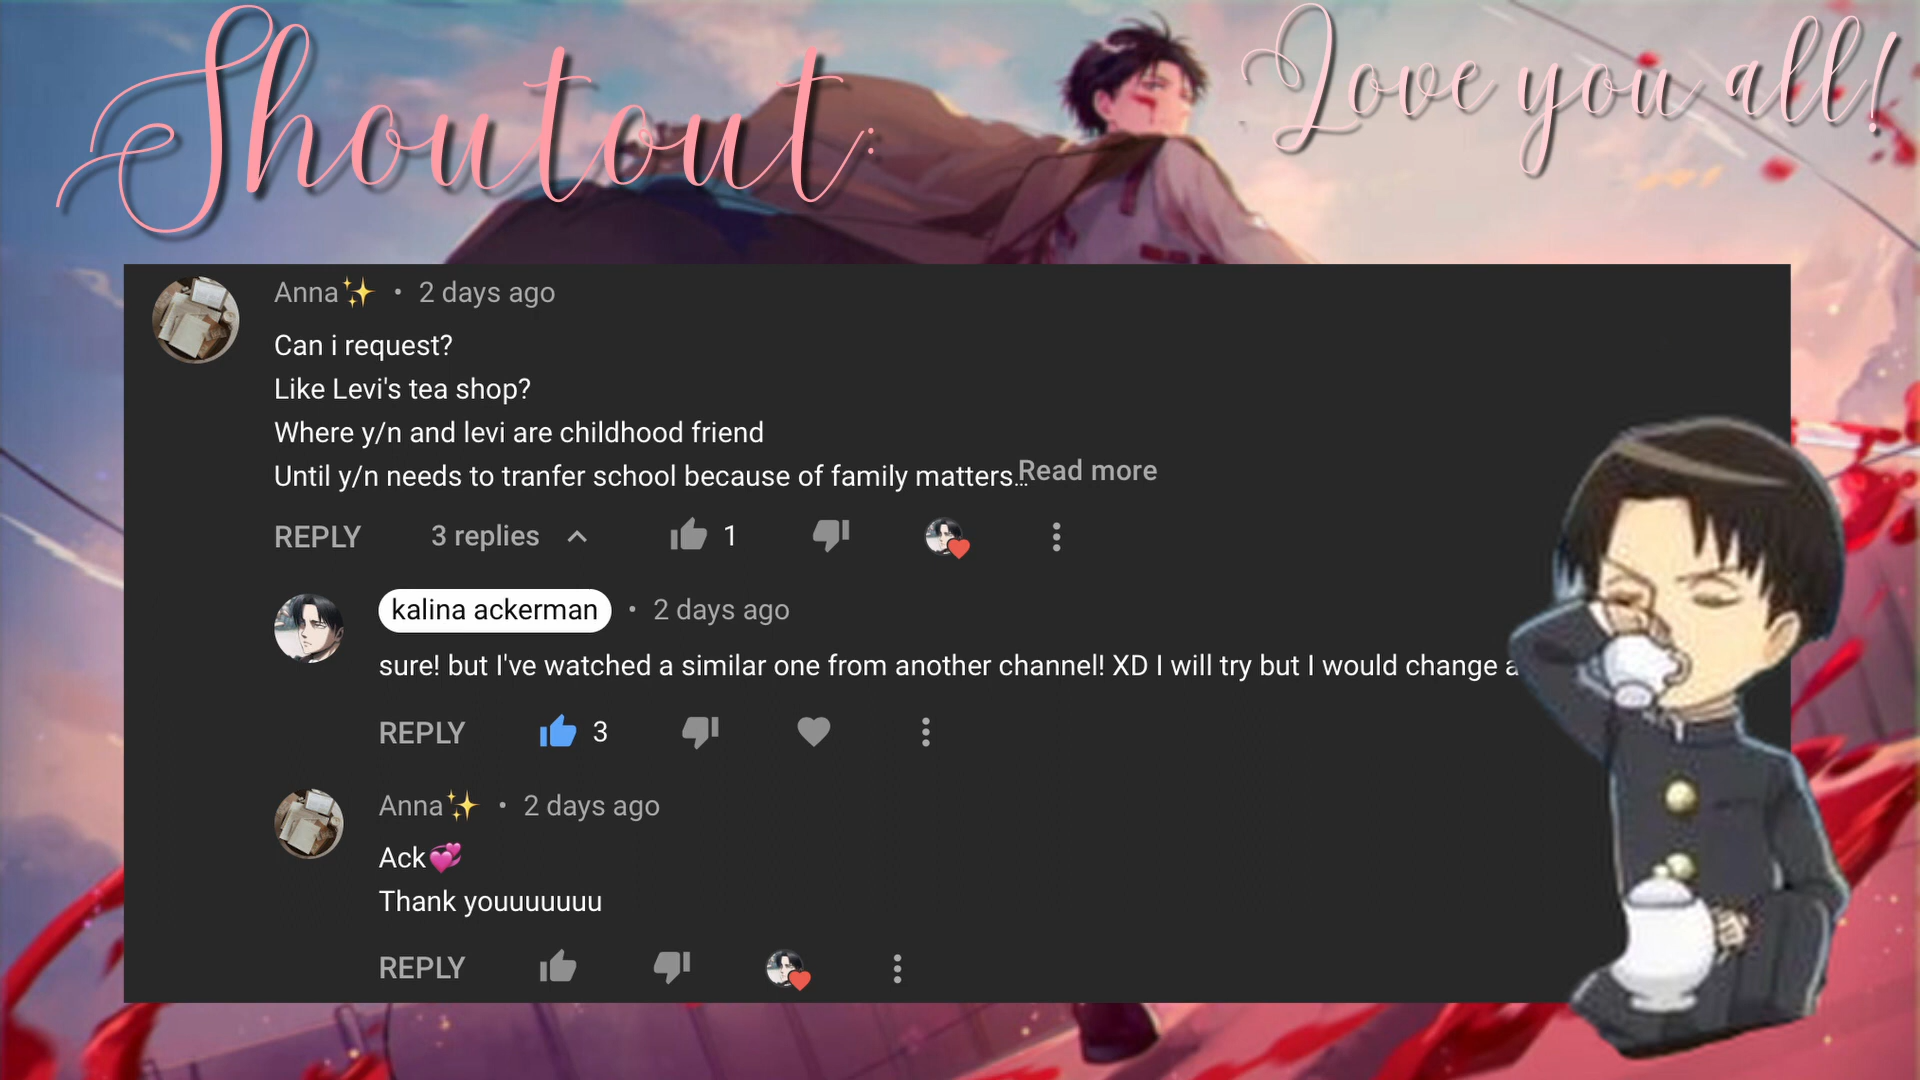 Shoutout:
Love you all!
Anna✨ • 2 days ago
Can i request?
Like Levi's tea shop?
Where y/n and levi are childhood friend
Until y/n needs to tranfer school because of family matters... Read more
REPLY 3 replies 1
kalina ackerman • 2 days ago
sure! but I've watched a similar one from another channel! XD I will try but I would change a
REPLY 3
Anna✨ • 2 days ago
Ack💞
Thank youuuuuuu
REPLY